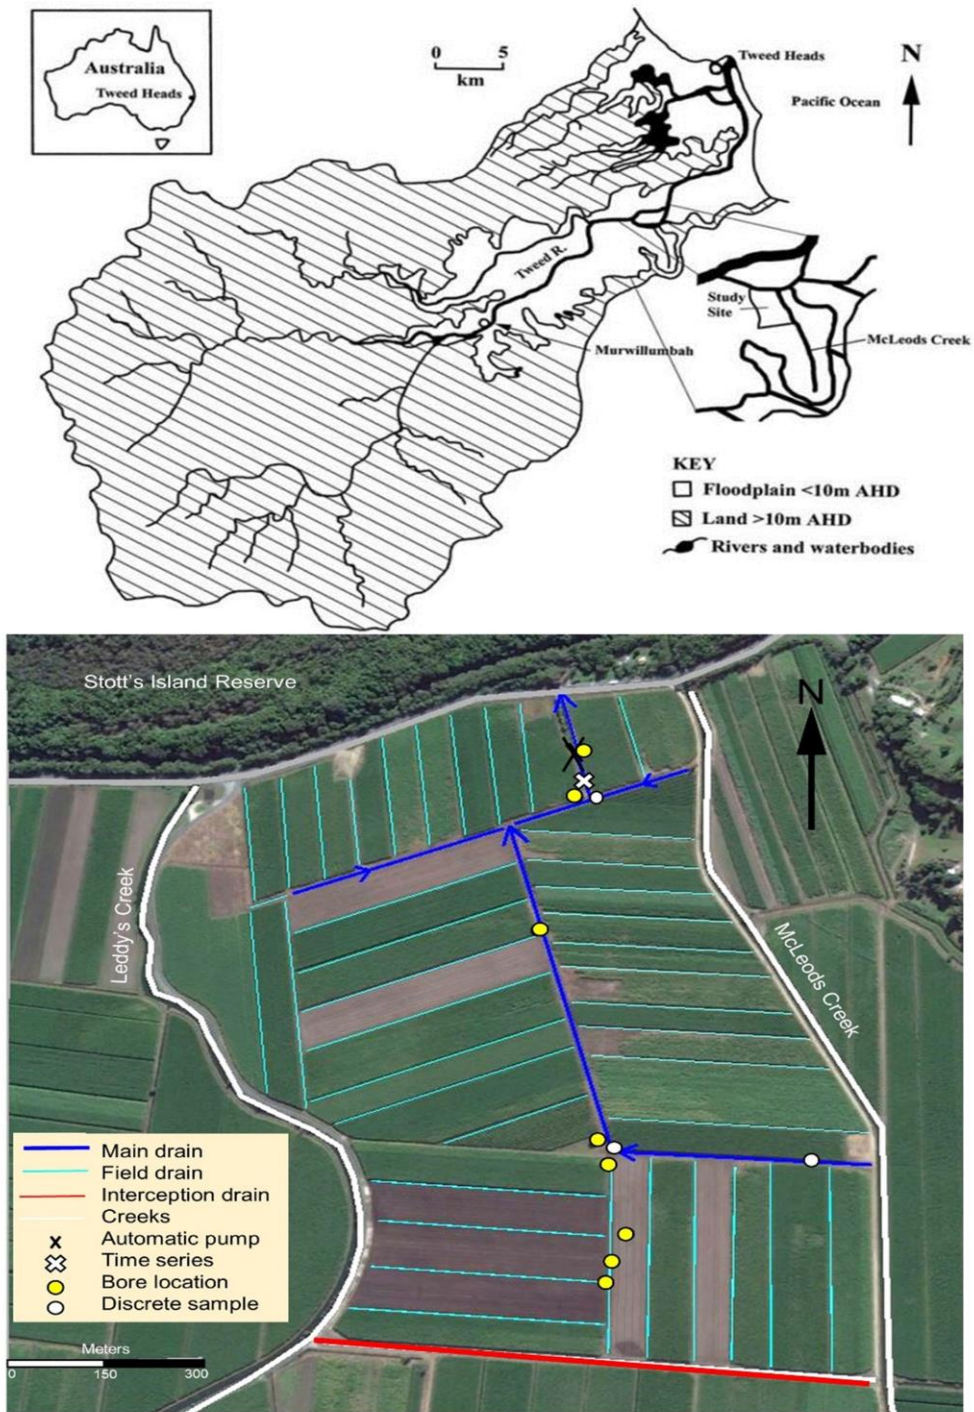 Australia
Tweed Heads
0 5
km
Tweed Heads
N
Pacific Ocean
Tweed R.
Study
Site
McLeods Creek
Murwillumbah
KEY
Floodplain <10m AHD
Land >10m AHD
Rivers and waterbodies
Stott's Island Reserve
N
Leddy's Creek
McLeods Creek
Main drain
Field drain
Interception drain
Creeks
Automatic pump
Time series
Bore location
Discrete sample
Meters
0 150 300